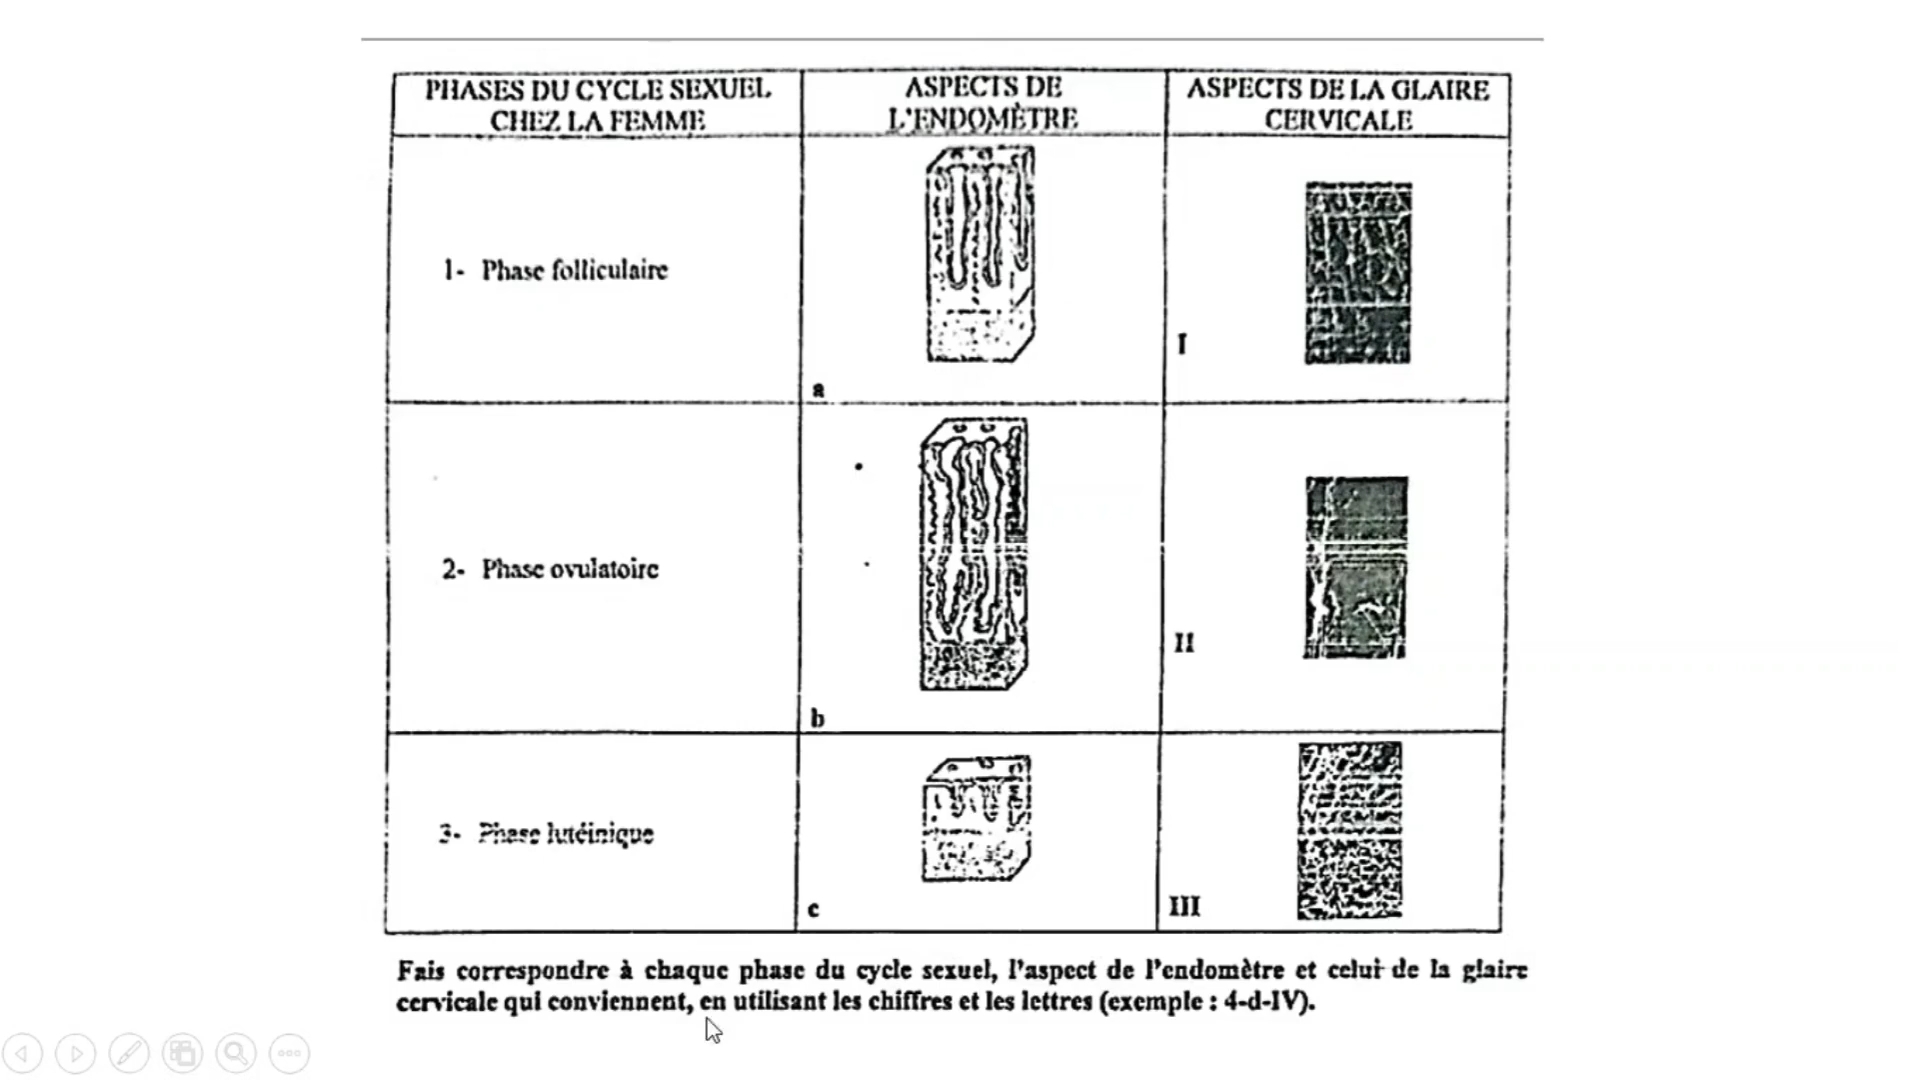 PHASES DU CYCLE SEXUEL
CHEZ LA FEMME
ASPECTS DE
L'ENDOMÈTRE
ASPECTS DE LA GLAIRE
CERVICALE
1- Phase folliculaire
a
I
2- Phase ovulatoire
b
II
3- Phase lutéinique
c
III
Fais correspondre à chaque phase du cycle sexuel, l'aspect de l'endomètre et celui de la glaire
cervicale qui conviennent, en utilisant les chiffres et les lettres (exemple : 4-d-IV).